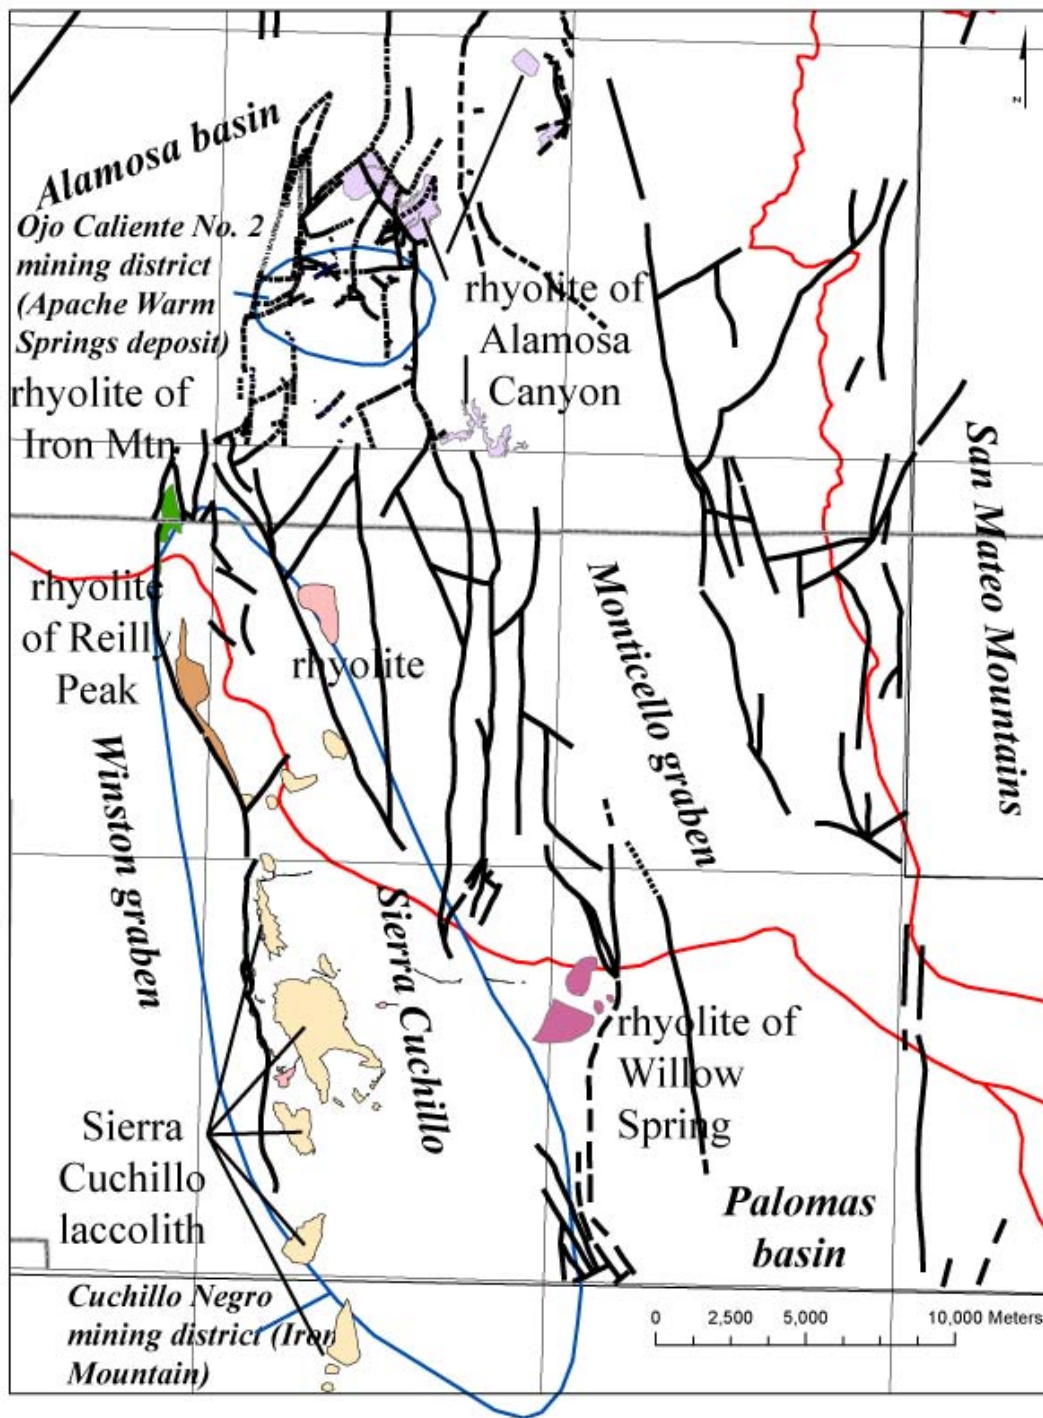 Alamosa basin
Ojo Caliente No. 2
mining district
(Apache Warm
Springs deposit)
rhyolite of
Iron Mtn
rhyolite of
Alamosa
Canyon
z
San Mateo Mountains
rhyolite
of Reilly
Peak
rhyolite
Monticello graben
Winston graben
Sierra Cuchillo
rhyolite of
Willow
Spring
Sierra
Cuchillo
laccolith
Palomas
basin
Cuchillo Negro
mining district (Iron
Mountain)
0 2,500 5,000 10,000 Meters